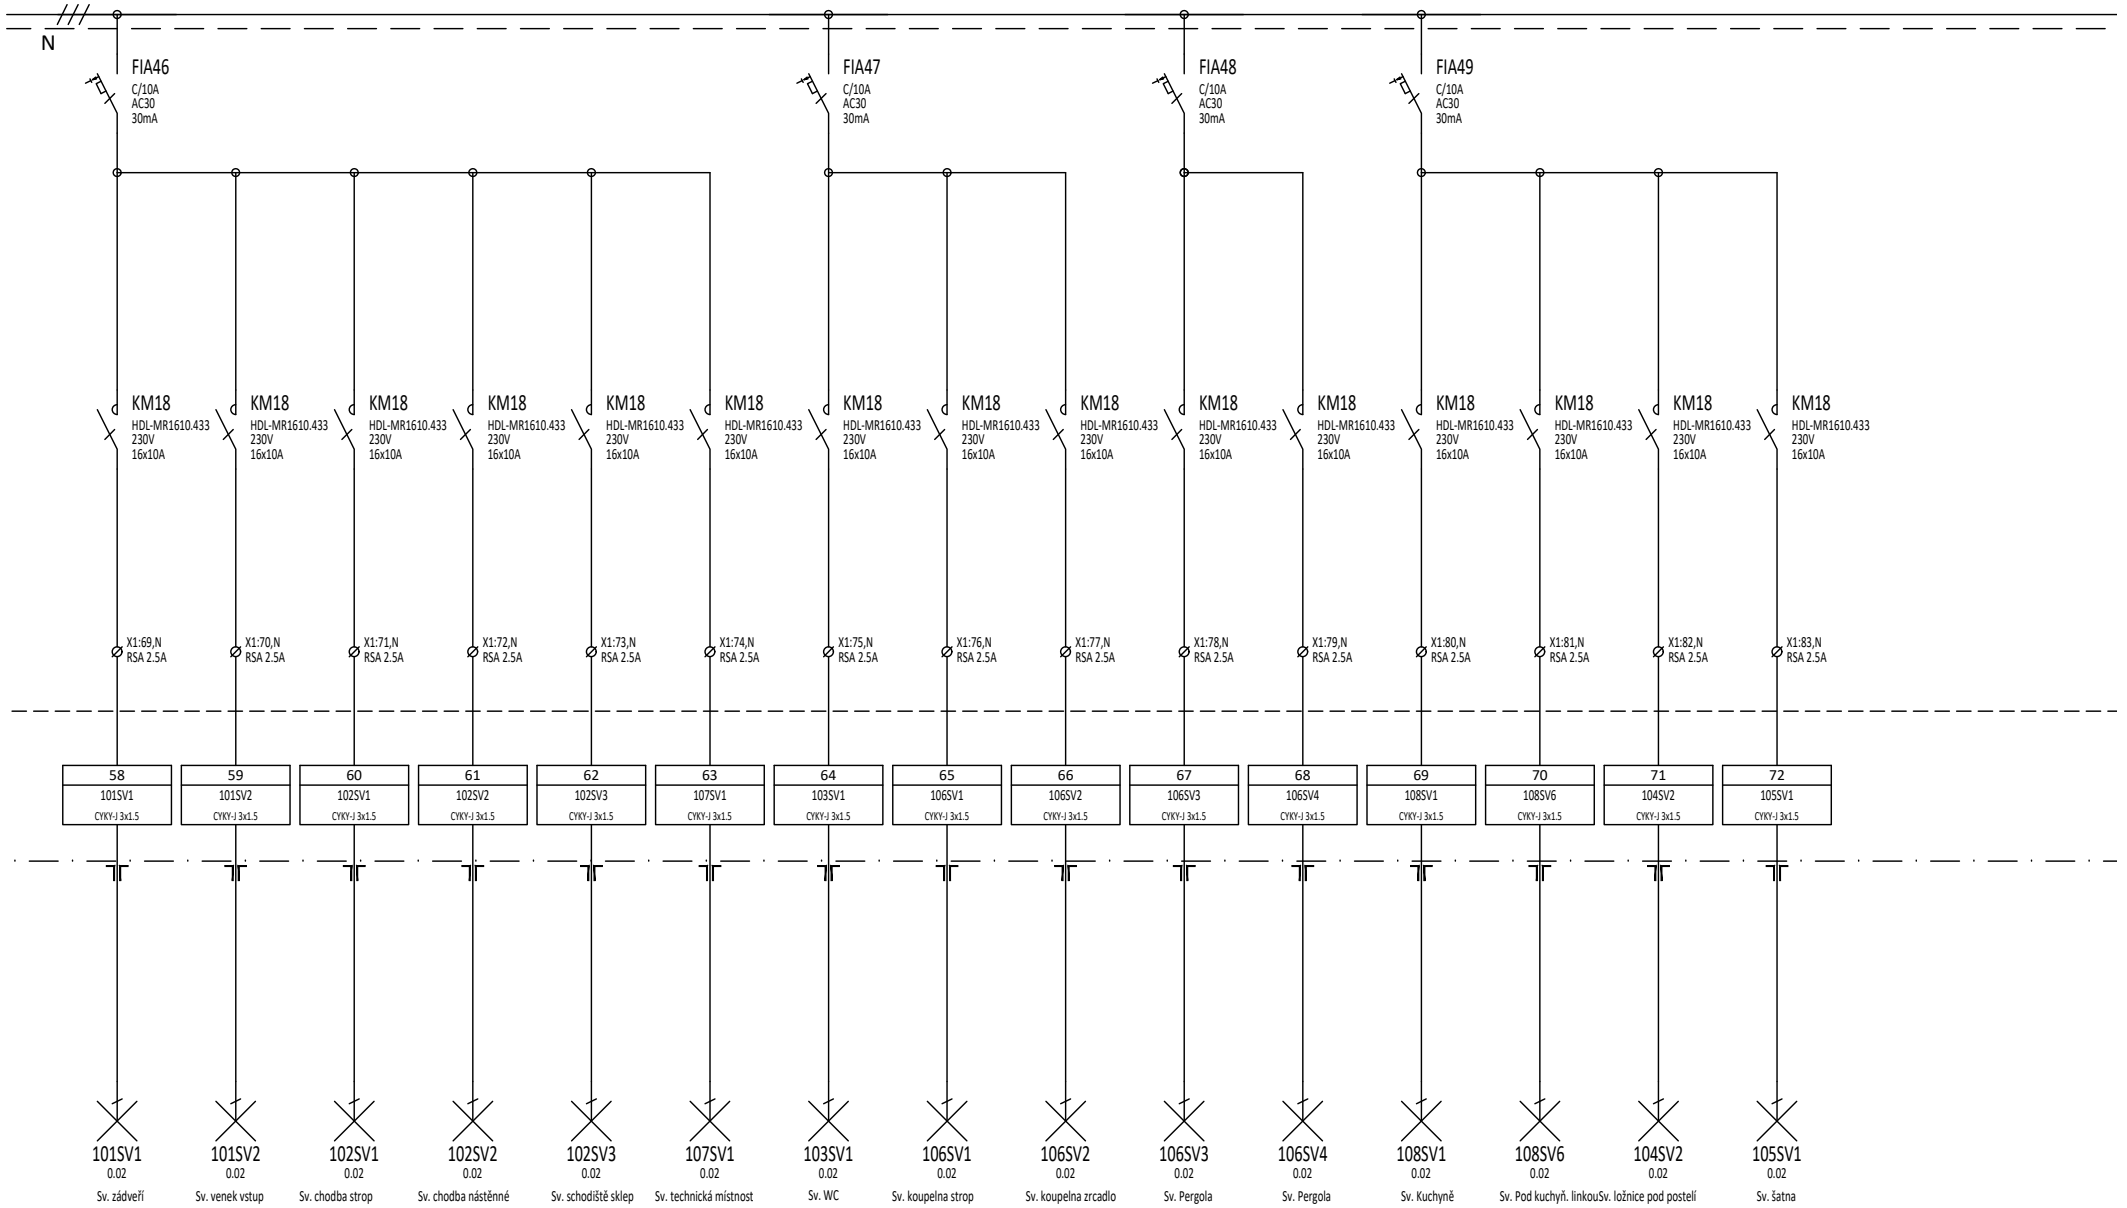 N
FIA46
C/10A
AC30
30mA
FIA47
C/10A
AC30
30mA
FIA48
C/10A
AC30
30mA
FIA49
C/10A
AC30
30mA
KM18
HDL-MR1610.433
230V
16x10A
KM18
HDL-MR1610.433
230V
16x10A
KM18
HDL-MR1610.433
230V
16x10A
KM18
HDL-MR1610.433
230V
16x10A
KM18
HDL-MR1610.433
230V
16x10A
KM18
HDL-MR1610.433
230V
16x10A
KM18
HDL-MR1610.433
230V
16x10A
KM18
HDL-MR1610.433
230V
16x10A
KM18
HDL-MR1610.433
230V
16x10A
KM18
HDL-MR1610.433
230V
16x10A
KM18
HDL-MR1610.433
230V
16x10A
KM18
HDL-MR1610.433
230V
16x10A
KM18
HDL-MR1610.433
230V
16x10A
KM18
HDL-MR1610.433
230V
16x10A
KM18
HDL-MR1610.433
230V
16x10A
X1:69,N
RSA 2.5A
X1:70,N
RSA 2.5A
X1:71,N
RSA 2.5A
X1:72,N
RSA 2.5A
X1:73,N
RSA 2.5A
X1:74,N
RSA 2.5A
X1:75,N
RSA 2.5A
X1:76,N
RSA 2.5A
X1:77,N
RSA 2.5A
X1:78,N
RSA 2.5A
X1:79,N
RSA 2.5A
X1:80,N
RSA 2.5A
X1:81,N
RSA 2.5A
X1:82,N
RSA 2.5A
X1:83,N
RSA 2.5A
58
101SV1
CYKY-J 3x1.5
59
101SV2
CYKY-J 3x1.5
60
102SV1
CYKY-J 3x1.5
61
102SV2
CYKY-J 3x1.5
62
102SV3
CYKY-J 3x1.5
63
107SV1
CYKY-J 3x1.5
64
103SV1
CYKY-J 3x1.5
65
106SV1
CYKY-J 3x1.5
66
106SV2
CYKY-J 3x1.5
67
106SV3
CYKY-J 3x1.5
68
106SV4
CYKY-J 3x1.5
69
108SV1
CYKY-J 3x1.5
70
108SV6
CYKY-J 3x1.5
71
104SV2
CYKY-J 3x1.5
72
105SV1
CYKY-J 3x1.5
101SV1
0.02
Sv. zádveří
101SV2
0.02
Sv. venek vstup
102SV1
0.02
Sv. chodba strop
102SV2
0.02
Sv. chodba nástěnné
102SV3
0.02
Sv. schodiště sklep
107SV1
0.02
Sv. technická místnost
103SV1
0.02
Sv. WC
106SV1
0.02
Sv. koupelna strop
106SV2
0.02
Sv. koupelna zrcadlo
106SV3
0.02
Sv. Pergola
106SV4
0.02
Sv. Pergola
108SV1
0.02
Sv. Kuchyně
108SV6
0.02
Sv. Pod kuchyň. linkou
104SV2
0.02
Sv. ložnice pod postelí
105SV1
0.02
Sv. šatna